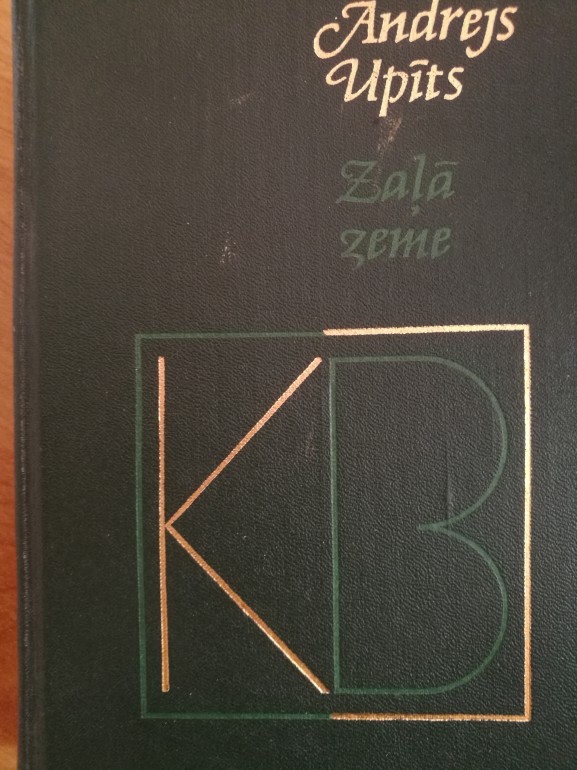 Andrejs
Upīts
Zaļā
zeme
KB